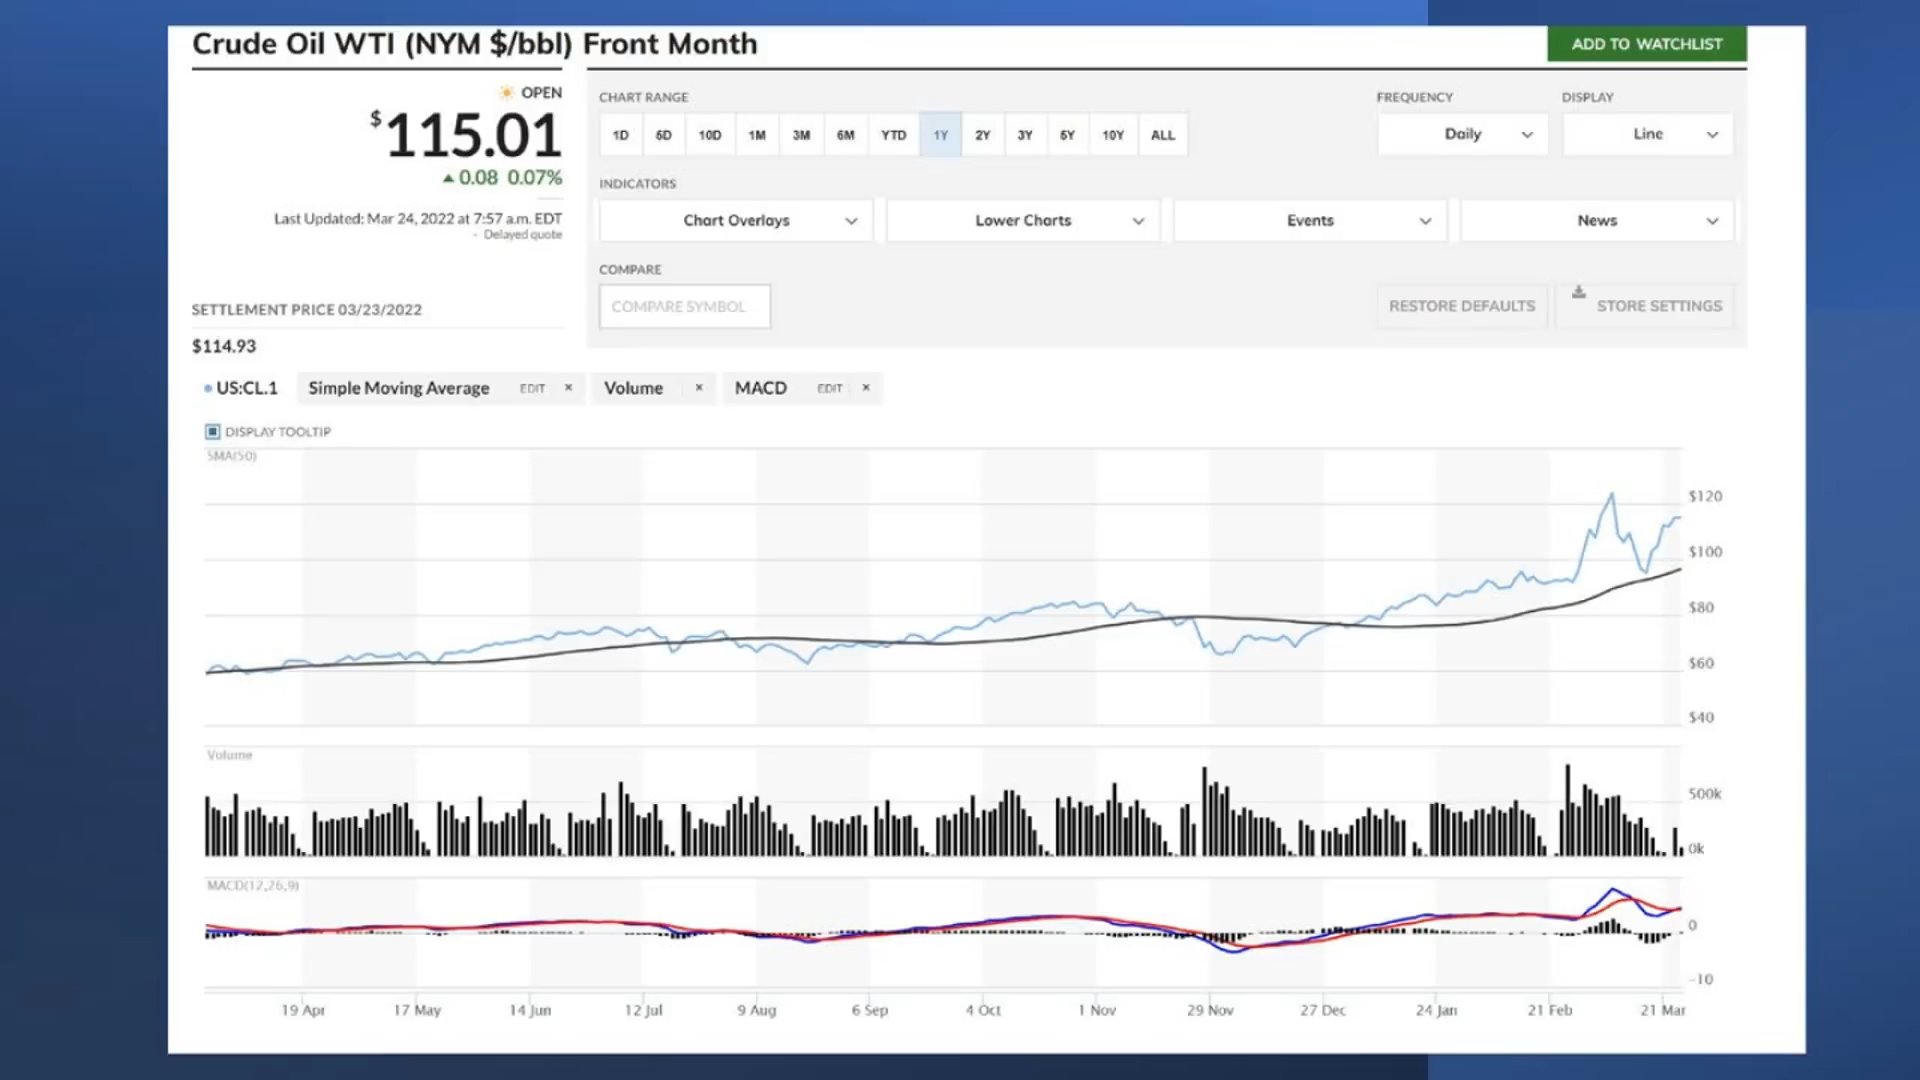 Crude Oil WTI (NYM $/bbl) Front Month
ADD TO WATCHLIST
OPEN
$115.01
0.08 0.07%
Last Updated: Mar 24, 2022 at 7:57 a.m. EDT
- Delayed quote
SETTLEMENT PRICE 03/23/2022
$114.93
CHART RANGE
1D 5D 10D 1M 3M 6M YTD 1Y 2Y 3Y 5Y 10Y ALL
FREQUENCY
Daily
DISPLAY
Line
INDICATORS
Chart Overlays
Lower Charts
Events
News
COMPARE
COMPARE SYMBOL
RESTORE DEFAULTS
STORE SETTINGS
US:CL.1
Simple Moving Average EDIT ×
Volume ×
MACD EDIT ×
DISPLAY TOOLTIP
SMA(50)
$120
$100
$80
$60
$40
Volume
500k
0k
MACD(12,26,9)
0
-10
19 Apr 17 May 14 Jun 12 Jul 9 Aug 6 Sep 4 Oct 1 Nov 29 Nov 27 Dec 24 Jan 21 Feb 21 Mar